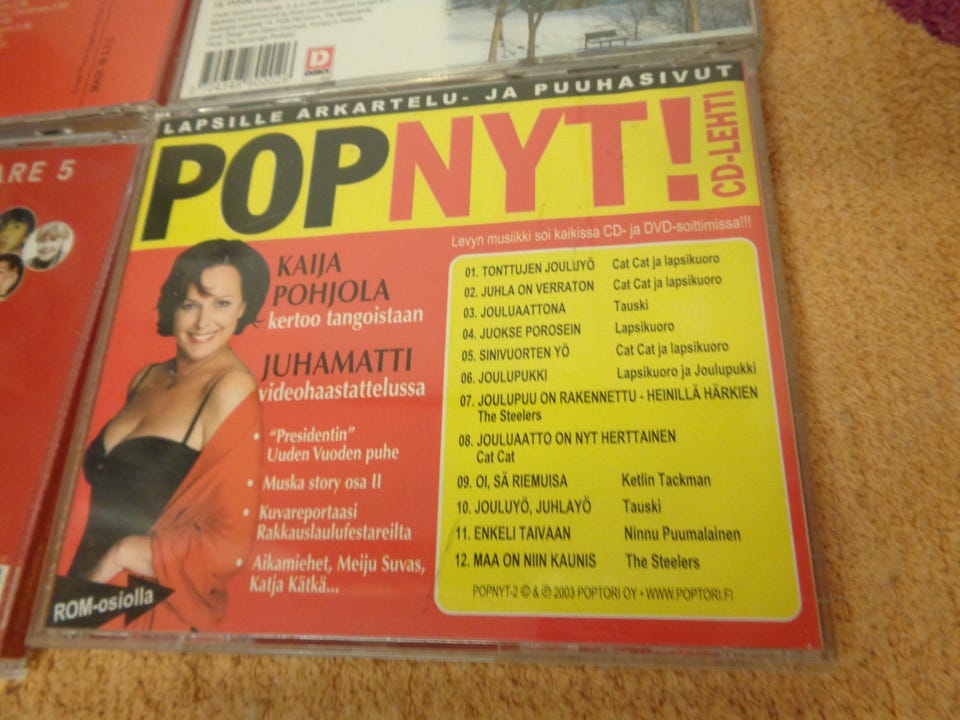 MADE IN
ARE 5
LAPSILLE ARKARTELU- JA PUUHASIVUT
POPNYT!
CD-LEHTI
Levyn musiikki soi kaikissa CD- ja DVD-soittimissa!!!
KAIJA
POHJOLA
kertoo tangoistaan
JUHAMATTI
videohaastattelussa
• "Presidentin"
Uuden Vuoden puhe
• Muska story osa II
• Kuvareportaasi
Rakkauslaulufestareilta
• Aikamiehet, Meiju Suvas,
Katja Kätkä...
ROM-osiolla
01. TONTTUJEN JOULUYÖ Cat Cat ja lapsikuoro
02. JUHLA ON VERRATON Cat Cat ja lapsikuoro
03. JOULUAATTONA Tauski
04. JUOKSE POROSEIN Lapsikuoro
05. SINIVUORTEN YÖ Cat Cat ja lapsikuoro
06. JOULUPUKKI Lapsikuoro ja Joulupukki
07. JOULUPUU ON RAKENNETTU - HEINILLÄ HÄRKIEN
The Steelers
08. JOULUAATTO ON NYT HERTTAINEN
Cat Cat
09. OI, SÄ RIEMUISA Ketlin Tackman
10. JOULUYÖ, JUHLAYÖ Tauski
11. ENKELI TAIVAAN Ninnu Puumalainen
12. MAA ON NIIN KAUNIS The Steelers
POPNYT-2 © & ℗ 2003 POPTORI OY • WWW.POPTORI.FI